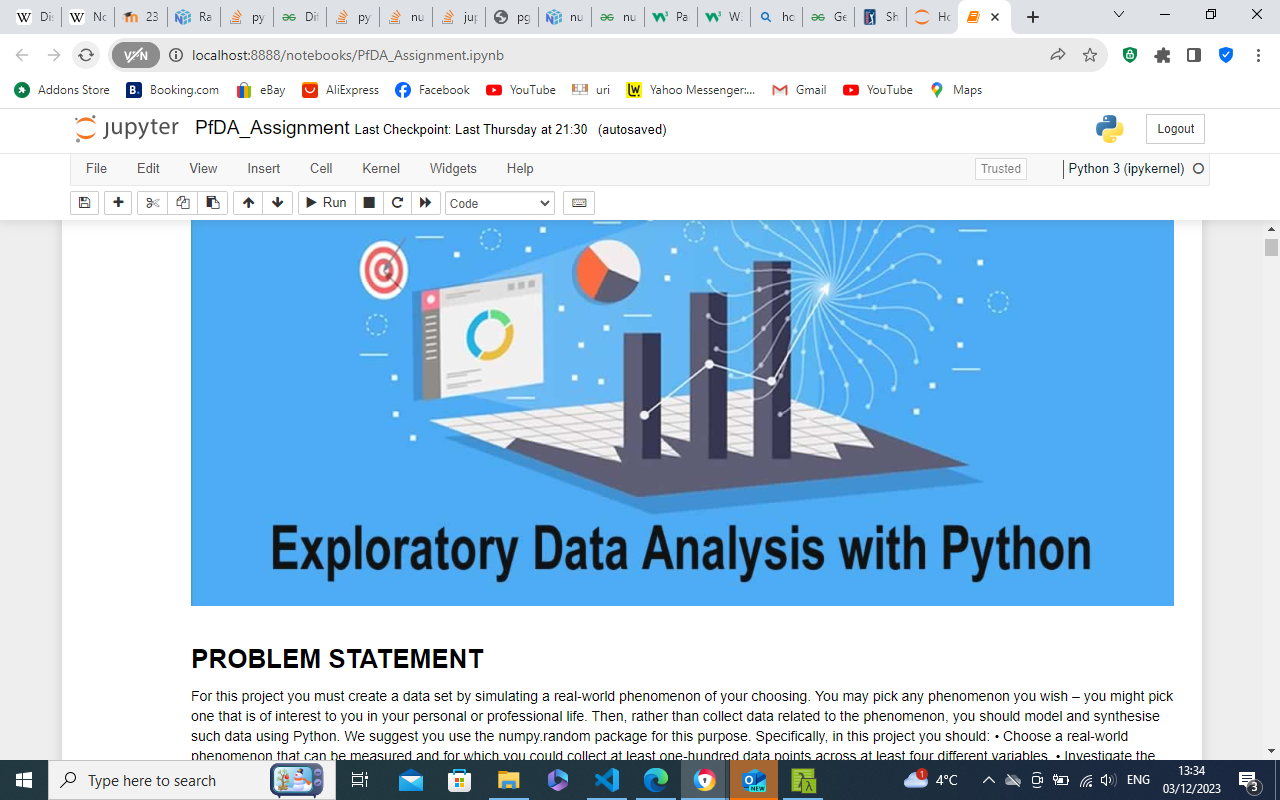 Di
No
23
Ra
py
Dit
py
nu
jup
pg
nu
nu
Pa
W
ho
Ge
Sh
Ho
VPN
localhost:8888/notebooks/PfDA_Assignment.ipynb
Addons Store
Booking.com
eBay
AliExpress
Facebook
YouTube
uri
Yahoo Messenger:...
Gmail
YouTube
Maps
jupyter PfDA_Assignment Last Checkpoint: Last Thursday at 21:30 (autosaved)
Logout
File Edit View Insert Cell Kernel Widgets Help
Trusted
Python 3 (ipykernel)
Run
Code
Exploratory Data Analysis with Python
PROBLEM STATEMENT
For this project you must create a data set by simulating a real-world phenomenon of your choosing. You may pick any phenomenon you wish – you might pick
one that is of interest to you in your personal or professional life. Then, rather than collect data related to the phenomenon, you should model and synthesise
such data using Python. We suggest you use the numpy.random package for this purpose. Specifically, in this project you should: • Choose a real-world
phenomenon that can be measured and for which you could collect at least one-hundred data points across at least four different variables. • Investigate the
Type here to search
NEW
1
4°C
ENG
13:34
03/12/2023
3